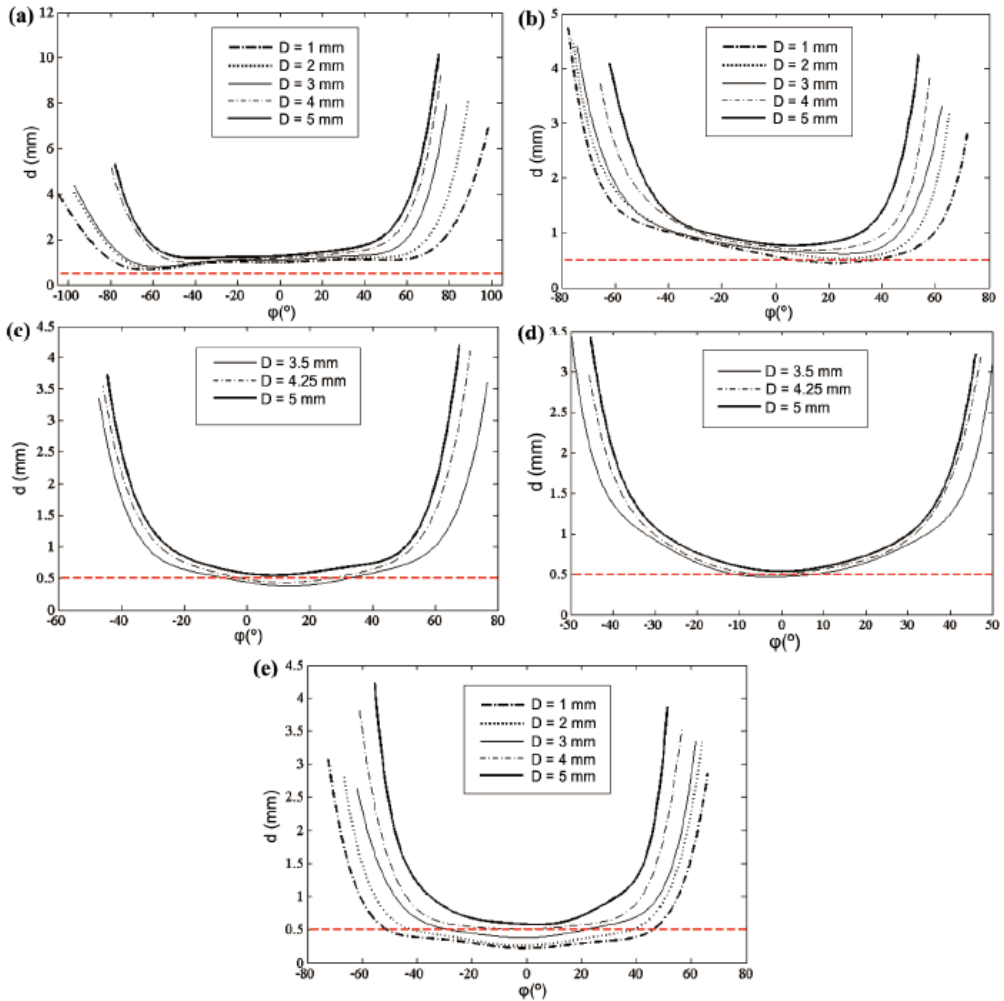 (a)
12
10
8
6
4
2
0
d (mm)
D = 1 mm
D = 2 mm
D = 3 mm
D = 4 mm
D = 5 mm
-100 -80 -60 -40 -20 0 20 40 60 80 100
φ(°)
(b)
5
4
3
2
1
0
d (mm)
D = 1 mm
D = 2 mm
D = 3 mm
D = 4 mm
D = 5 mm
-80 -60 -40 -20 0 20 40 60 80
φ(°)
(c)
4.5
4
3.5
3
2.5
2
1.5
1
0.5
0
d (mm)
D = 3.5 mm
D = 4.25 mm
D = 5 mm
-60 -40 -20 0 20 40 60 80
φ(°)
(d)
3.5
3
2.5
2
1.5
1
0.5
0
d (mm)
D = 3.5 mm
D = 4.25 mm
D = 5 mm
-50 -40 -30 -20 -10 0 10 20 30 40 50
φ(°)
(e)
4.5
4
3.5
3
2.5
2
1.5
1
0.5
0
d (mm)
D = 1 mm
D = 2 mm
D = 3 mm
D = 4 mm
D = 5 mm
-80 -60 -40 -20 0 20 40 60 80
φ(°)